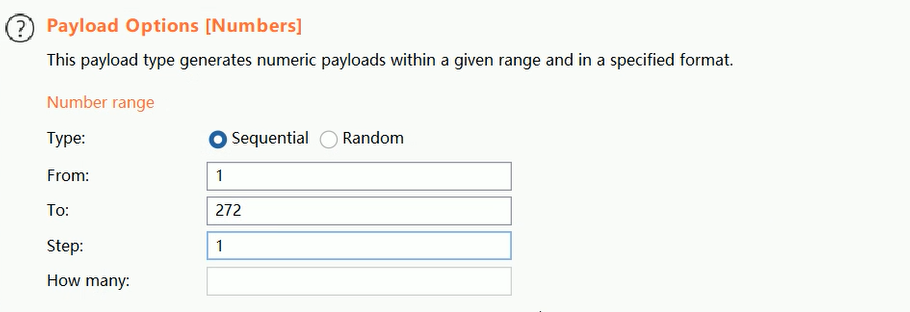 ?
Payload Options [Numbers]
This payload type generates numeric payloads within a given range and in a specified format.
Number range
Type: Sequential Random
From: 1
To: 272
Step: 1
How many: